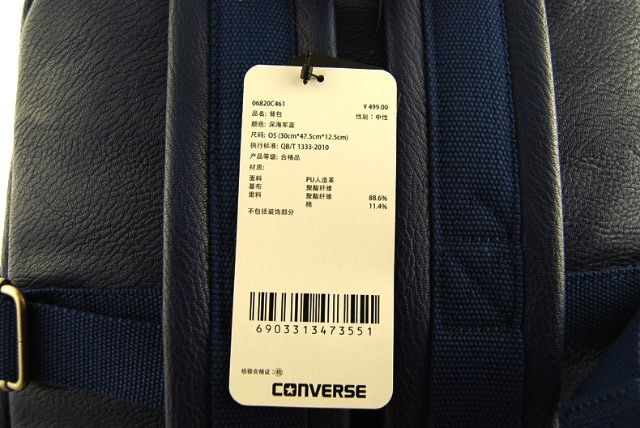 06820C461 ￥499.00
品名: 背包 性别: 中性
颜色: 深海军蓝
尺码: OS (30cm*47.5cm*12.5cm)
执行标准: QB/T 1333-2010
产品等级: 合格品
材质:
面料 PU人造革
基布 聚酯纤维
里料 聚酯纤维 88.6%
棉 11.4%
不包括装饰部分
6903313473551
检验合格证:
CONVERSE